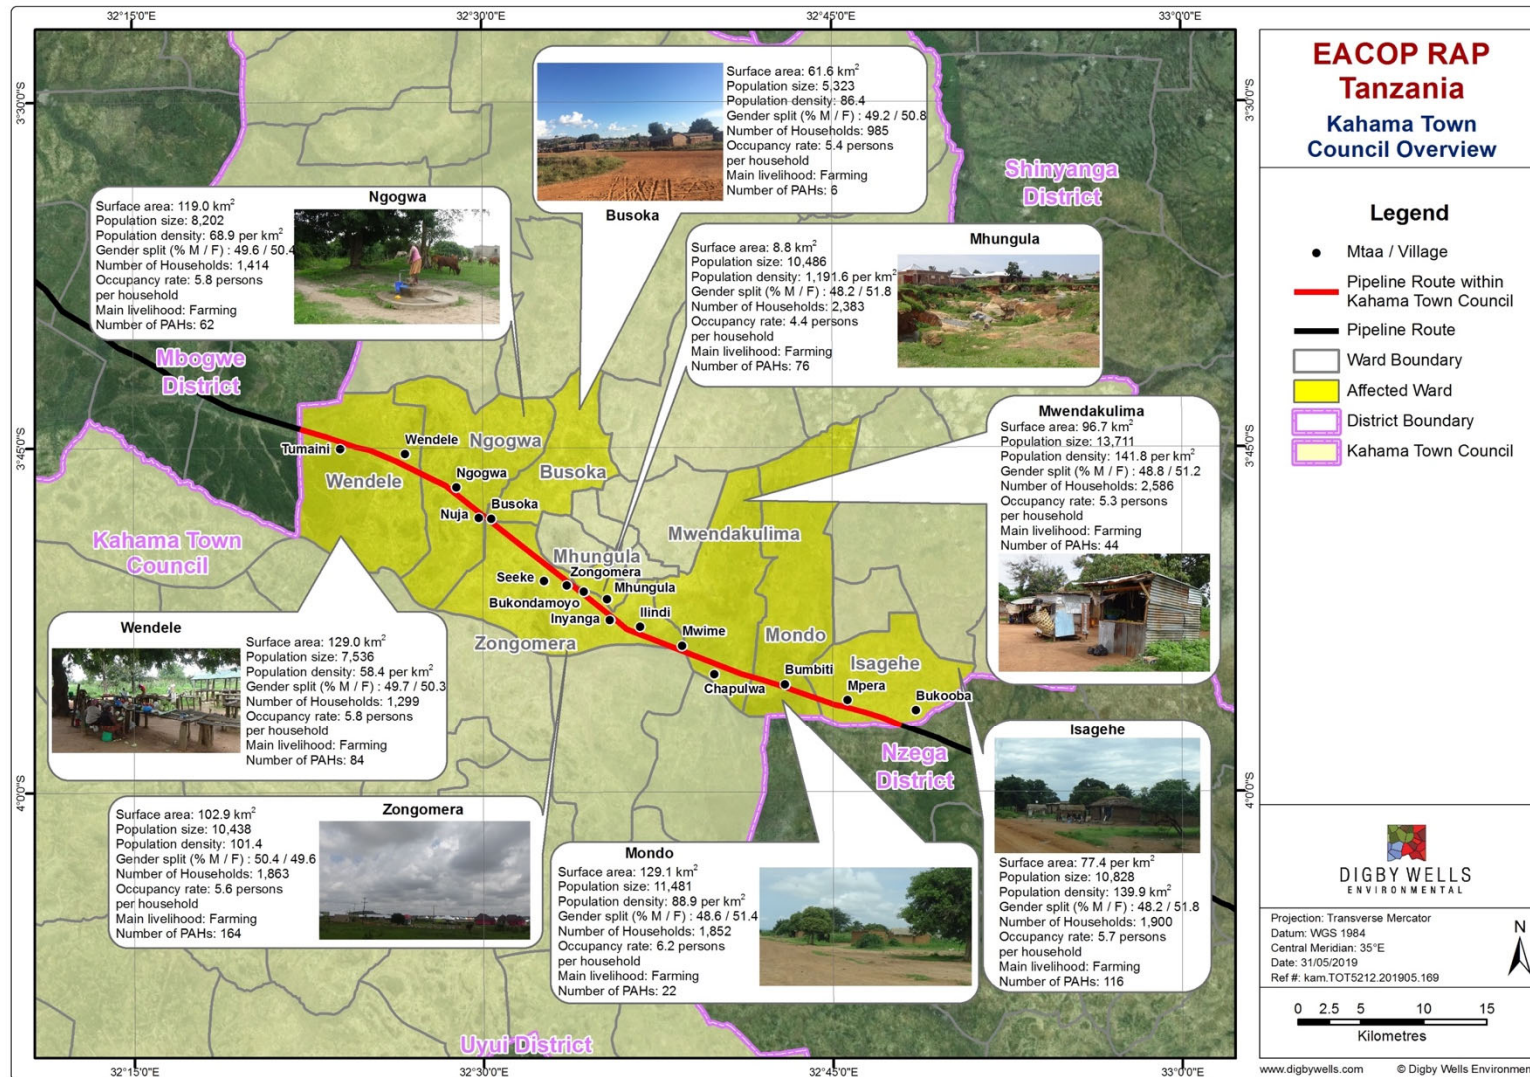 32°15'0"E
32°30'0"E
32°45'0"E
33°0'0"E
3°30'0"S
3°45'0"S
4°0'0"S
3°30'0"S
3°45'0"S
4°0'0"S
32°15'0"E
32°30'0"E
32°45'0"E
33°0'0"E
Surface area: 61.6 km²
Population size: 5,323
Population density: 86.4
Gender split (% M / F) : 49.2 / 50.8
Number of Households: 985
Occupancy rate: 5.4 persons
per household
Main livelihood: Farming
Number of PAHs: 6
Busoka
Ngogwa
Surface area: 119.0 km²
Population size: 8,202
Population density: 68.9 per km²
Gender split (% M / F) : 49.6 / 50.4
Number of Households: 1,414
Occupancy rate: 5.8 persons
per household
Main livelihood: Farming
Number of PAHs: 62
Mhungula
Surface area: 8.8 km²
Population size: 10,486
Population density: 1,191.6 per km²
Gender split (% M / F) : 48.2 / 51.8
Number of Households: 2,383
Occupancy rate: 4.4 persons
per household
Main livelihood: Farming
Number of PAHs: 76
Mwendakulima
Surface area: 96.7 km²
Population size: 13,711
Population density: 141.8 per km²
Gender split (% M / F) : 48.8 / 51.2
Number of Households: 2,586
Occupancy rate: 5.3 persons
per household
Main livelihood: Farming
Number of PAHs: 44
Shinyanga
District
Mbogwe
District
Kahama Town
Council
Nzega
District
Uyui District
Wendele
Ngogwa
Busoka
Mhungula
Mwendakulima
Zongomera
Mondo
Isagehe
Tumaini
Wendele
Ngogwa
Nuja
Busoka
Seeke
Zongomera
Bukondamoyo
Mhungula
Inyanga
Ilindi
Mwime
Chapulwa
Bumbiti
Mpera
Bukooba
Wendele
Surface area: 129.0 km²
Population size: 7,536
Population density: 58.4 per km²
Gender split (% M / F) : 49.7 / 50.3
Number of Households: 1,299
Occupancy rate: 5.8 persons
per household
Main livelihood: Farming
Number of PAHs: 84
Zongomera
Surface area: 102.9 km²
Population size: 10,438
Population density: 101.4
Gender split (% M / F) : 50.4 / 49.6
Number of Households: 1,863
Occupancy rate: 5.6 persons
per household
Main livelihood: Farming
Number of PAHs: 164
Mondo
Surface area: 129.1 km²
Population size: 11,481
Population density: 88.9 per km²
Gender split (% M / F) : 48.6 / 51.4
Number of Households: 1,852
Occupancy rate: 6.2 persons
per household
Main livelihood: Farming
Number of PAHs: 22
Isagehe
Surface area: 77.4 per km²
Population size: 10,828
Population density: 139.9 km²
Gender split (% M / F) : 48.2 / 51.8
Number of Households: 1,900
Occupancy rate: 5.7 persons
per household
Main livelihood: Farming
Number of PAHs: 116
EACOP RAP
Tanzania
Kahama Town
Council Overview
Legend
Mtaa / Village
Pipeline Route within
Kahama Town Council
Pipeline Route
Ward Boundary
Affected Ward
District Boundary
Kahama Town Council
DIGBY WELLS
ENVIRONMENTAL
Projection: Transverse Mercator
Datum: WGS 1984
Central Meridian: 35°E
Date: 31/05/2019
Ref #: kam.TOT5212.201905.169
N
0 2.5 5 10 15
Kilometres
www.digbywells.com © Digby Wells Environmen